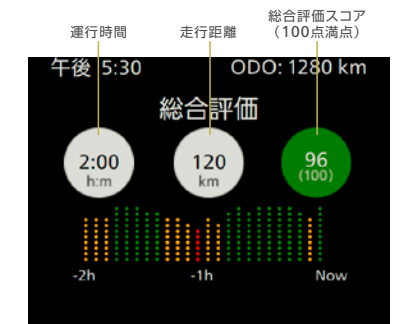 運行時間
走行距離
総合評価スコア
（100点満点）
午後 5:30
ODO: 1280 km
総合評価
2:00
h:m
120
km
96
(100)
-2h
-1h
Now